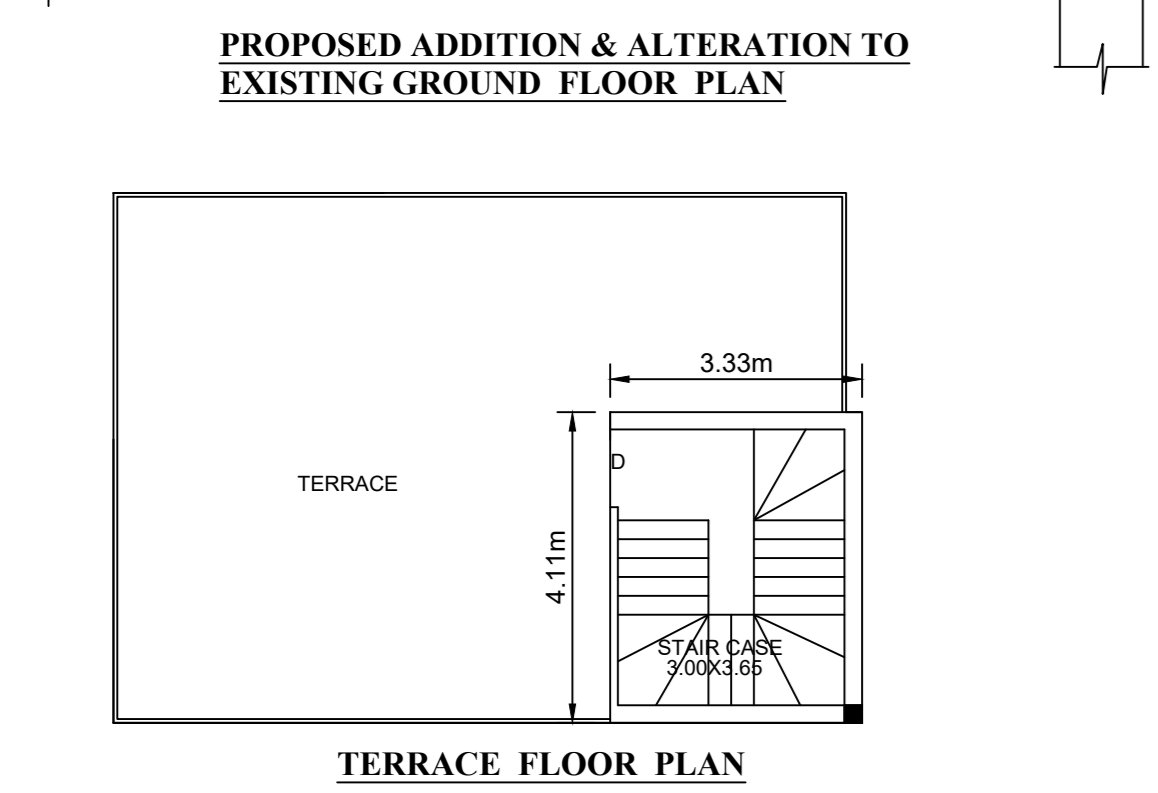 PROPOSED ADDITION & ALTERATION TO
EXISTING GROUND FLOOR PLAN
3.33m
D
TERRACE
4.11m
STAIR CASE
3.00X3.65
TERRACE FLOOR PLAN